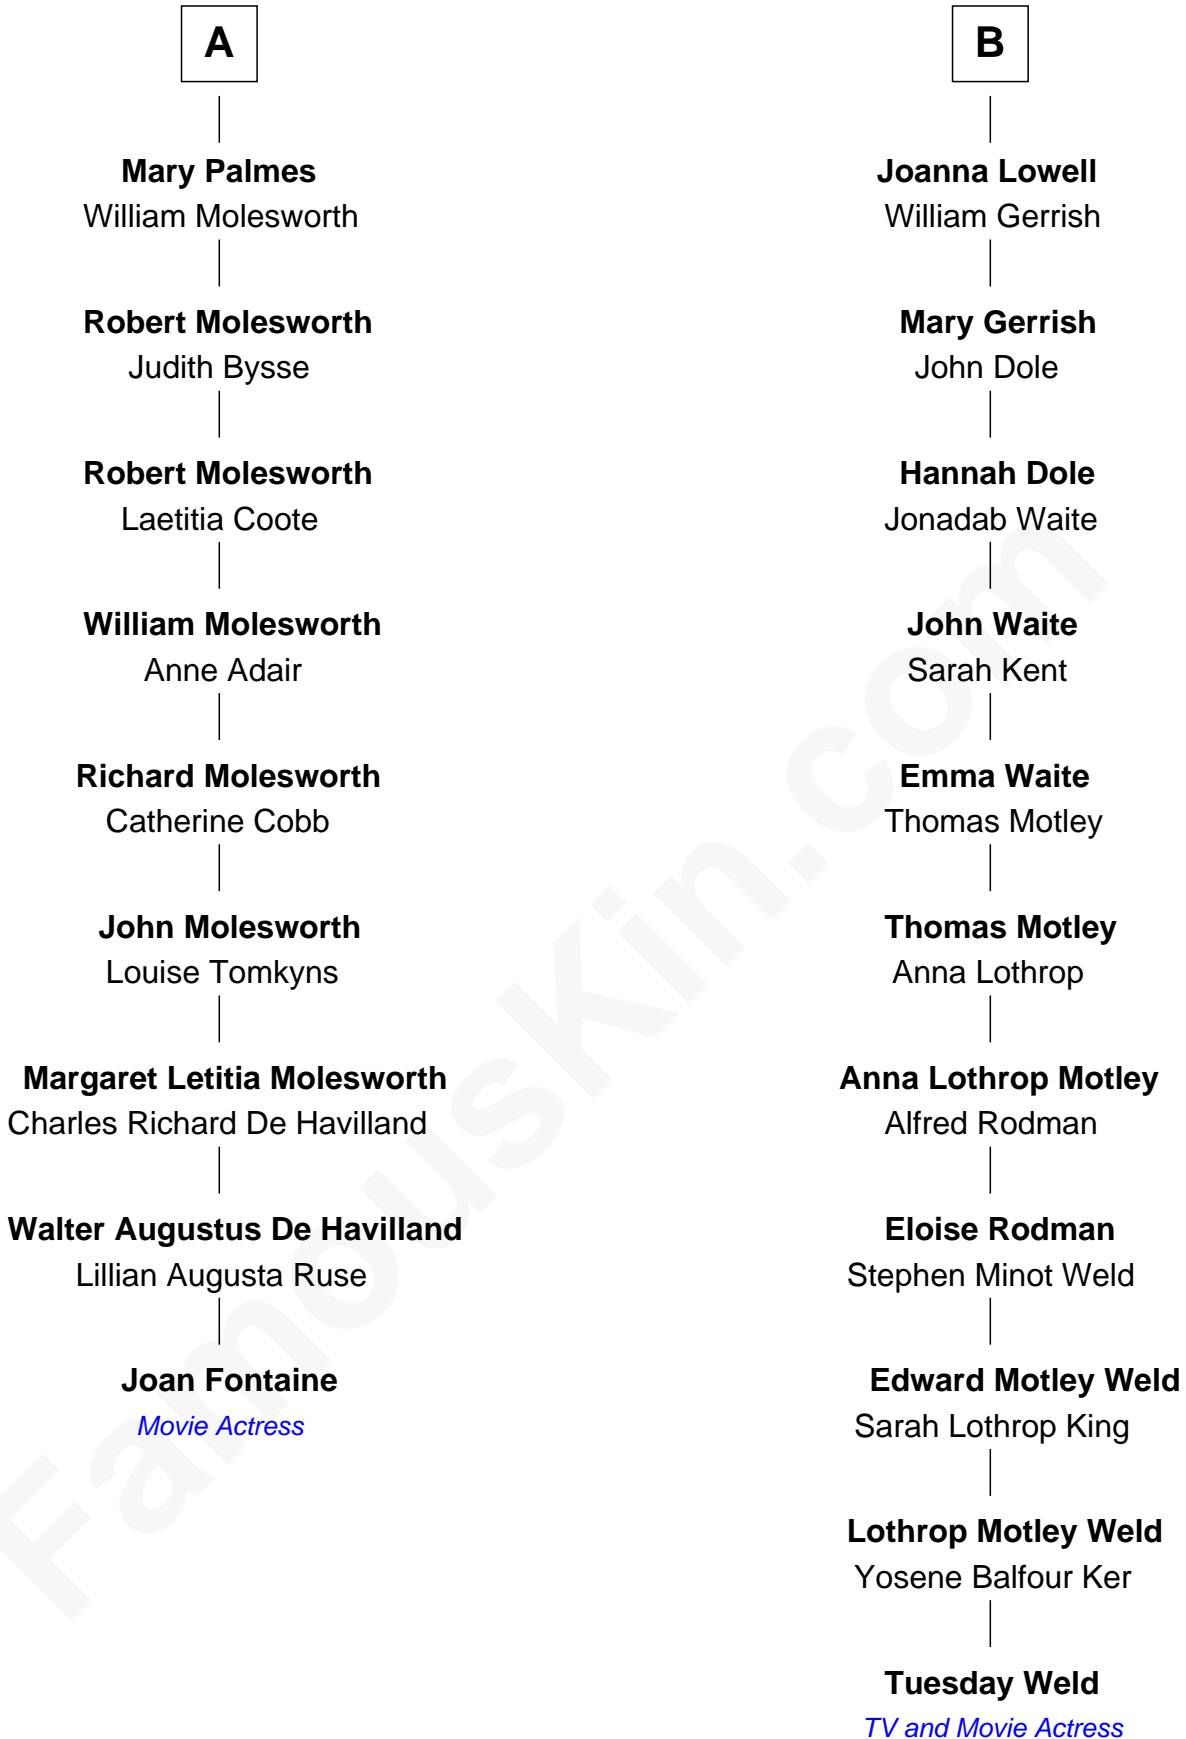 A
Mary Palmes
William Molesworth
Robert Molesworth
Judith Bysse
Robert Molesworth
Laetitia Coote
William Molesworth
Anne Adair
Richard Molesworth
Catherine Cobb
John Molesworth
Louise Tomkyns
Margaret Letitia Molesworth
Charles Richard De Havilland
Walter Augustus De Havilland
Lillian Augusta Ruse
Joan Fontaine
Movie Actress
B
Joanna Lowell
William Gerrish
Mary Gerrish
John Dole
Hannah Dole
Jonadab Waite
John Waite
Sarah Kent
Emma Waite
Thomas Motley
Thomas Motley
Anna Lothrop
Anna Lothrop Motley
Alfred Rodman
Eloise Rodman
Stephen Minot Weld
Edward Motley Weld
Sarah Lothrop King
Lothrop Motley Weld
Yosene Balfour Ker
Tuesday Weld
TV and Movie Actress
FamousKin.com